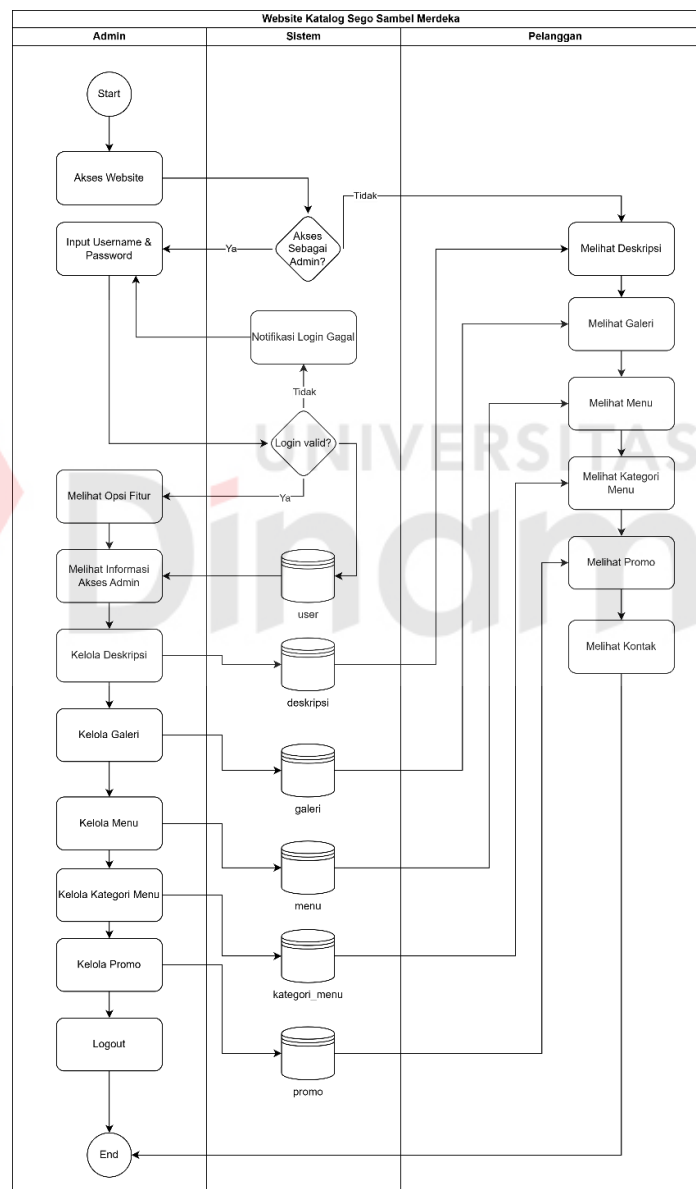 Website Katalog Sego Sambel Merdeka
Admin
Sistem
Pelanggan
Start
Akses Website
Tidak
Akses
Sebagai
Admin?
Ya
Input Username &
Password
Melihat Deskripsi
Notifikasi Login Gagal
Melihat Galeri
Tidak
Melihat Menu
Login valid?
UNIVERSITAS
Melihat Kategori
Menu
Melihat Opsi Fitur
Ya
Dinam
Melihat Informasi
Akses Admin
Melihat Promo
user
Kelola Deskripsi
Melihat Kontak
deskripsi
Kelola Galeri
galeri
Kelola Menu
menu
Kelola Kategori Menu
kategori_menu
Kelola Promo
Logout
promo
End